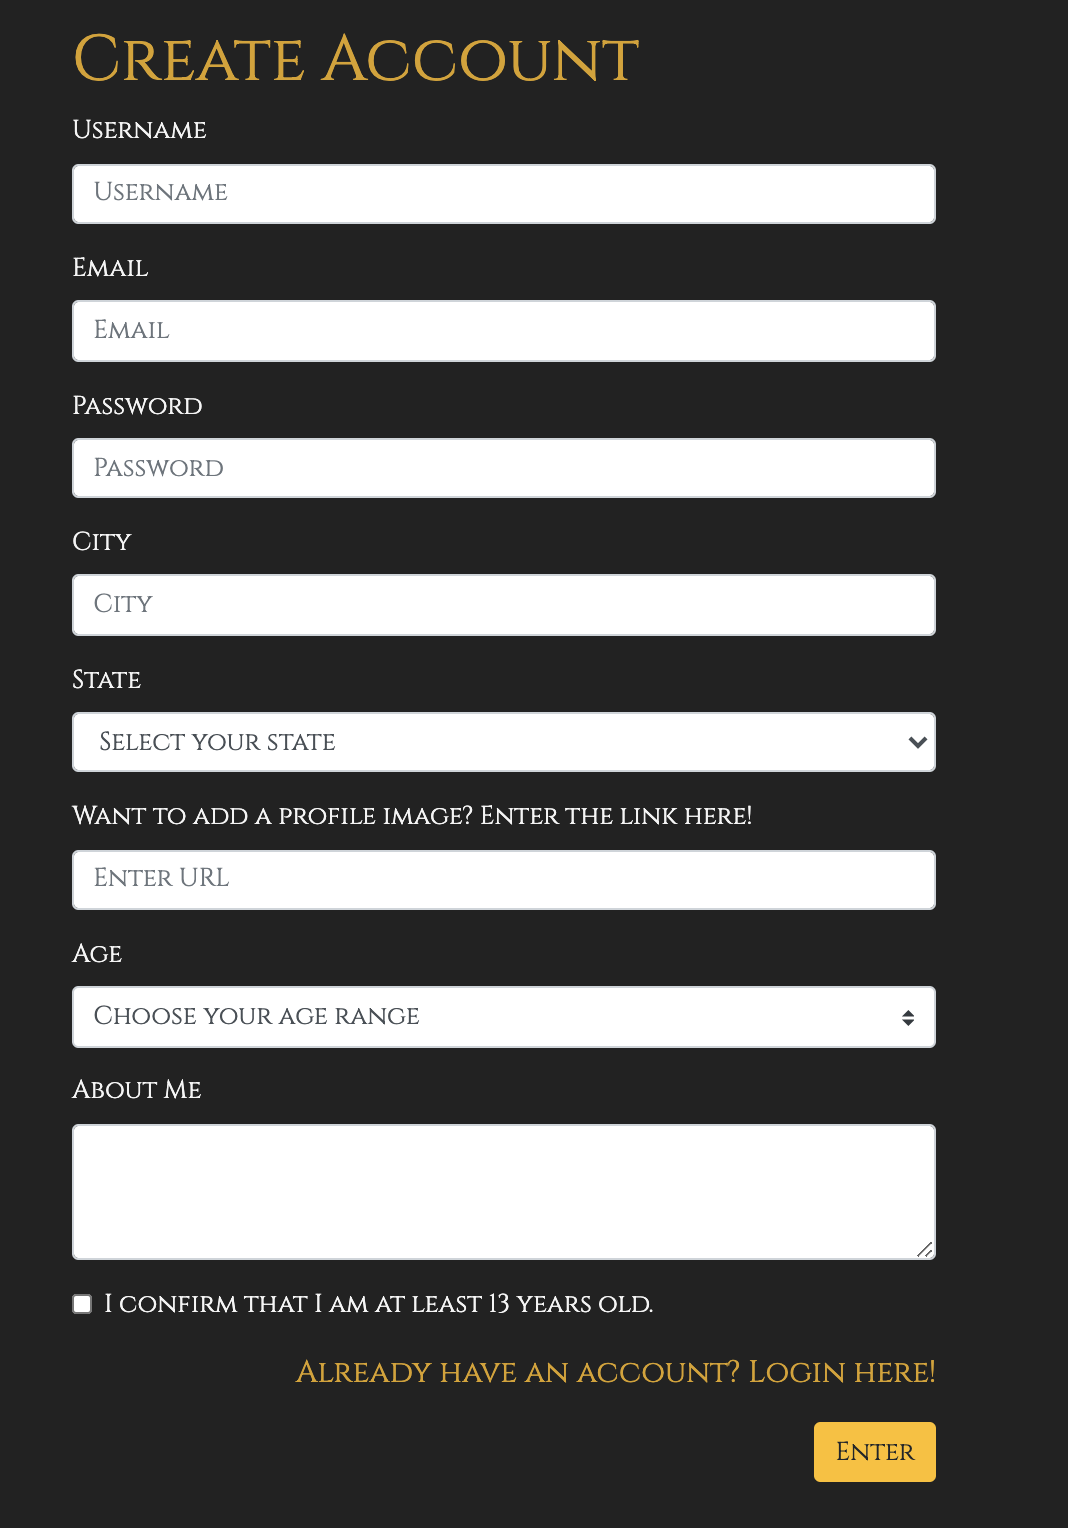 Create Account
Username
Username
Email
Email
Password
Password
City
City
State
Select your state
Want to add a profile image? Enter the link here!
Enter URL
Age
Choose your age range
About Me
I confirm that I am at least 13 years old.
Already have an account? Login here!
Enter